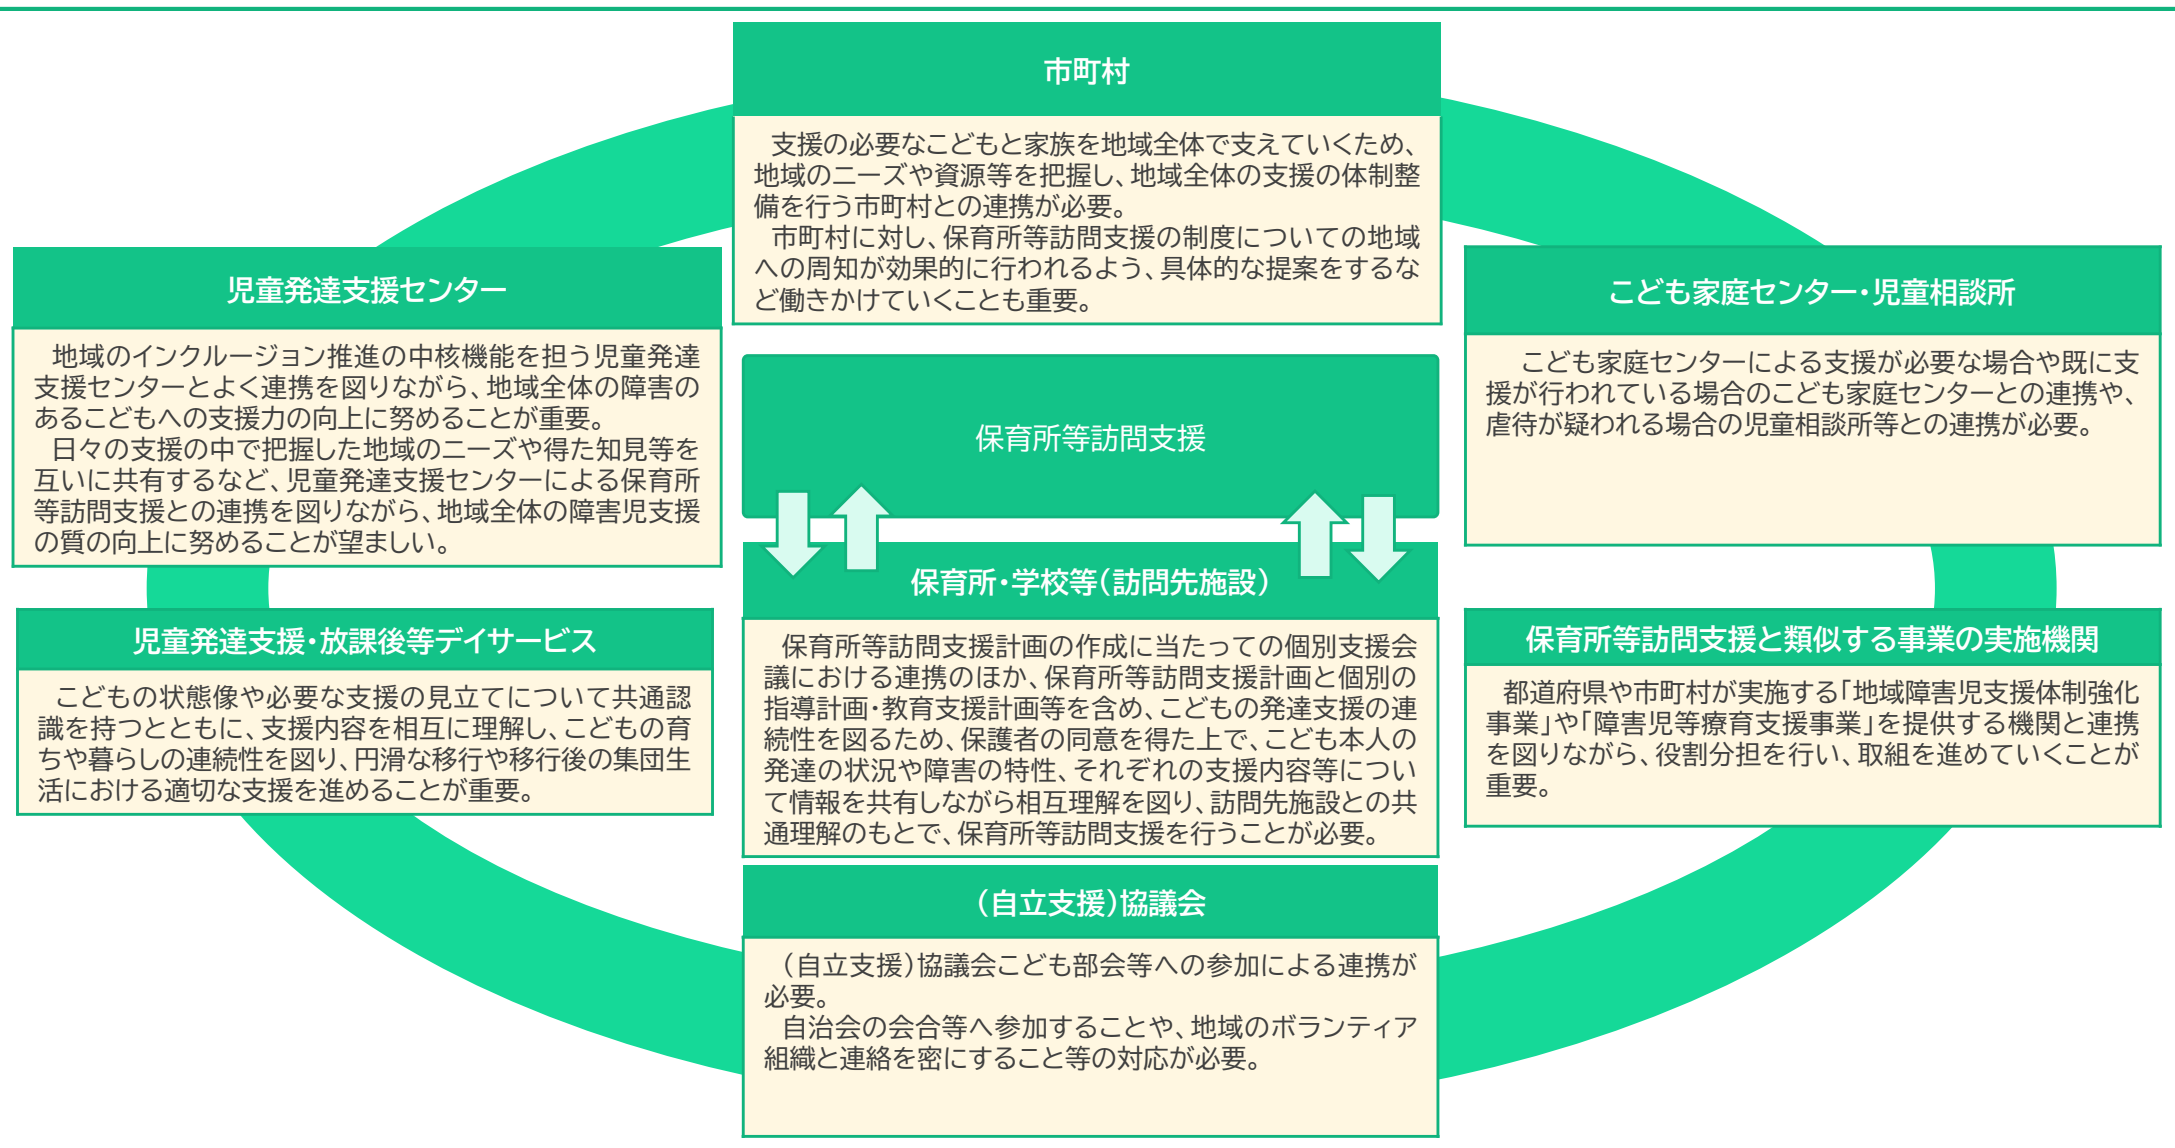 市町村
支援の必要なこどもと家族を地域全体で支えていくため、
地域のニーズや資源等を把握し、地域全体の支援の体制整
備を行う市町村との連携が必要。
市町村に対し、保育所等訪問支援の制度についての地域
への周知が効果的に行われるよう、具体的な提案をするな
ど働きかけていくことも重要。
児童発達支援センター
地域のインクルージョン推進の中核機能を担う児童発達
支援センターとよく連携を図りながら、地域全体の障害の
あるこどもへの支援力の向上に努めることが重要。
日々の支援の中で把握した地域のニーズや得た知見等を
互いに共有するなど、児童発達支援センターによる保育所
等訪問支援との連携を図りながら、地域全体の障害児支援
の質の向上に努めることが望ましい。
こども家庭センター・児童相談所
こども家庭センターによる支援が必要な場合や既に支
援が行われている場合のこども家庭センターとの連携や、
虐待が疑われる場合の児童相談所等との連携が必要。
保育所等訪問支援
保育所・学校等(訪問先施設)
保育所等訪問支援計画の作成に当たっての個別支援会
議における連携のほか、保育所等訪問支援計画と個別の
指導計画・教育支援計画等を含め、こどもの発達支援の連
続性を図るため、保護者の同意を得た上で、こども本人の
発達の状況や障害の特性、それぞれの支援内容等につい
て情報を共有しながら相互理解を図り、訪問先施設との共
通理解のもとで、保育所等訪問支援を行うことが必要。
児童発達支援・放課後等デイサービス
こどもの状態像や必要な支援の見立てについて共通認
識を持つとともに、支援内容を相互に理解し、こどもの育
ちや暮らしの連続性を図り、円滑な移行や移行後の集団生
活における適切な支援を進めることが重要。
保育所等訪問支援と類似する事業の実施機関
都道府県や市町村が実施する「地域障害児支援体制強化
事業」や「障害児等療育支援事業」を提供する機関と連携
を図りながら、役割分担を行い、取組を進めていくことが
重要。
(自立支援)協議会
(自立支援)協議会こども部会等への参加による連携が
必要。
自治会の会合等へ参加することや、地域のボランティア
組織と連絡を密にすること等の対応が必要。